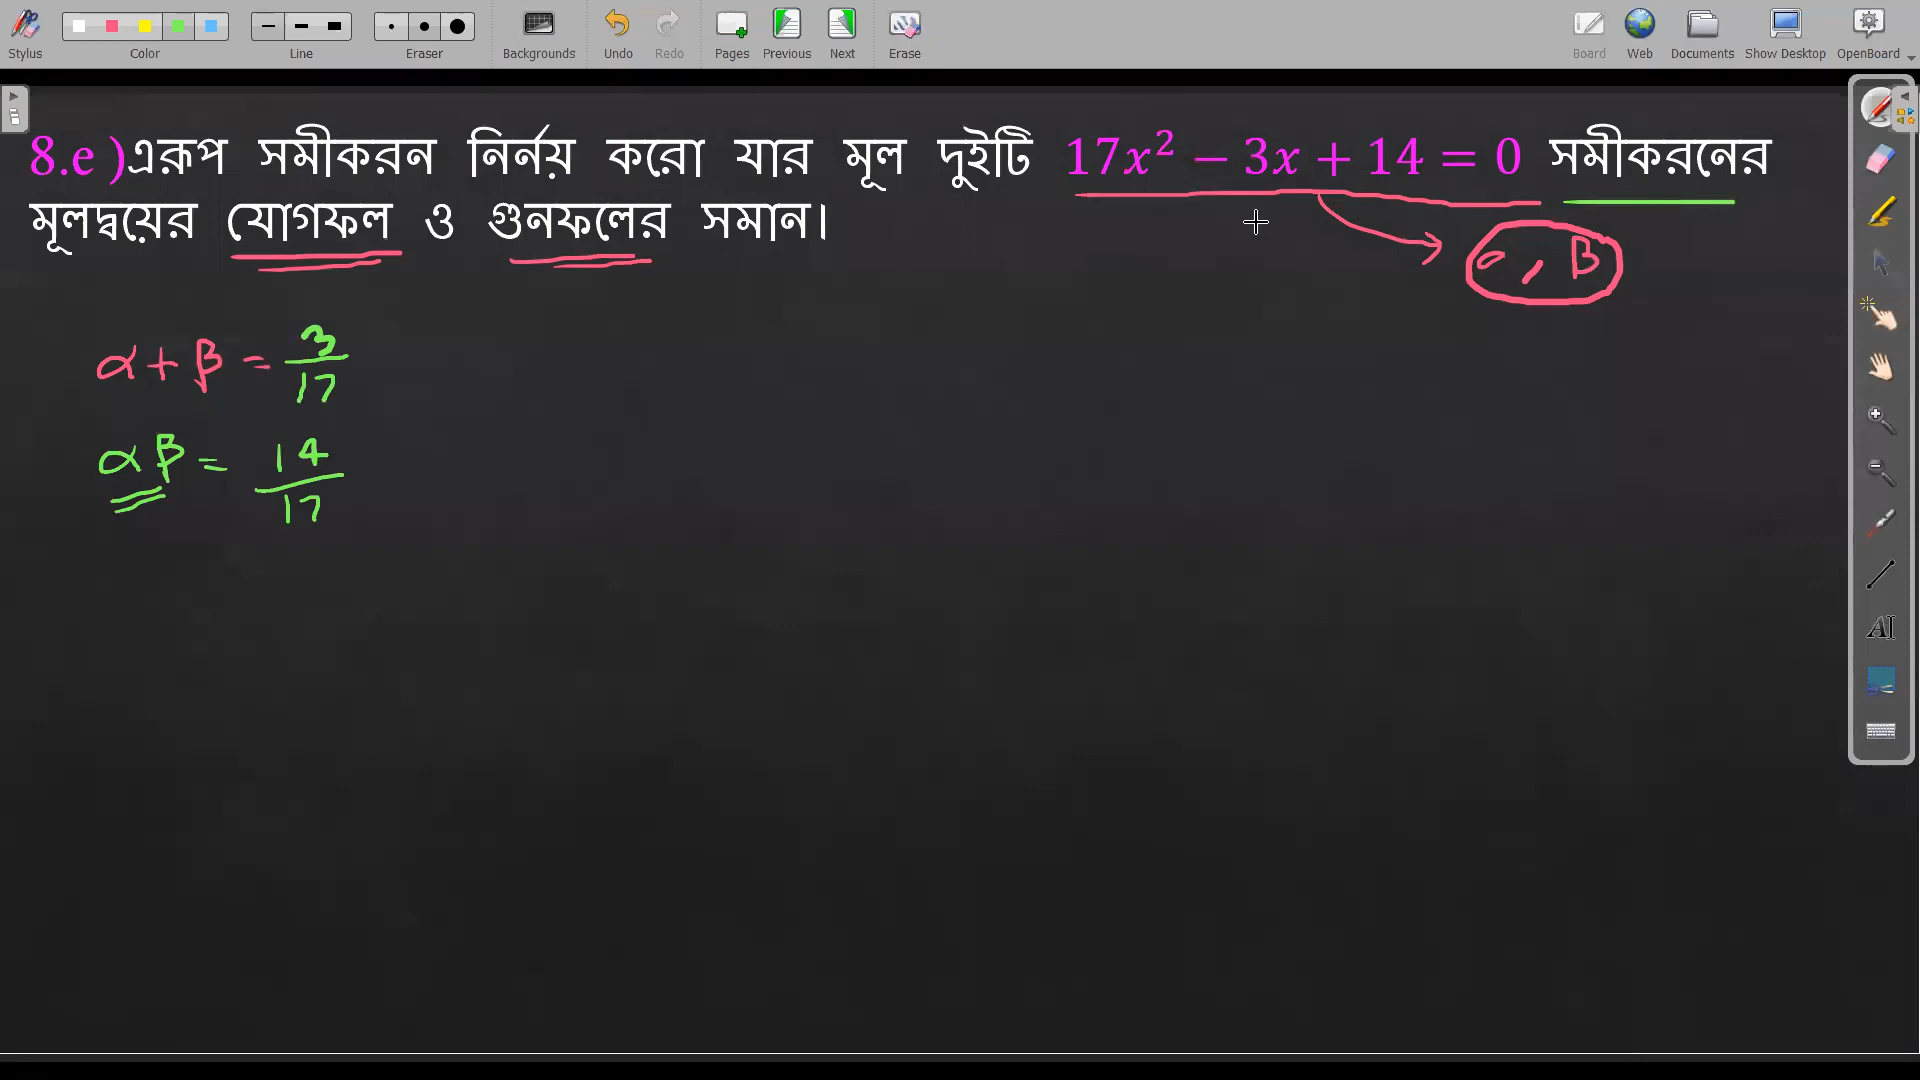 Stylus Color Line Eraser Backgrounds Undo Redo Pages Previous Next Erase Board Web Documents Show Desktop OpenBoard
8.e )এরূপ সমীকরন নির্নয় করো যার মূল দুইটি 17x² − 3x + 14 = 0 সমীকরনের
মূলদ্বয়ের যোগফল ও গুনফলের সমান।
α , β
α + β = 3/17
αβ = 14/17